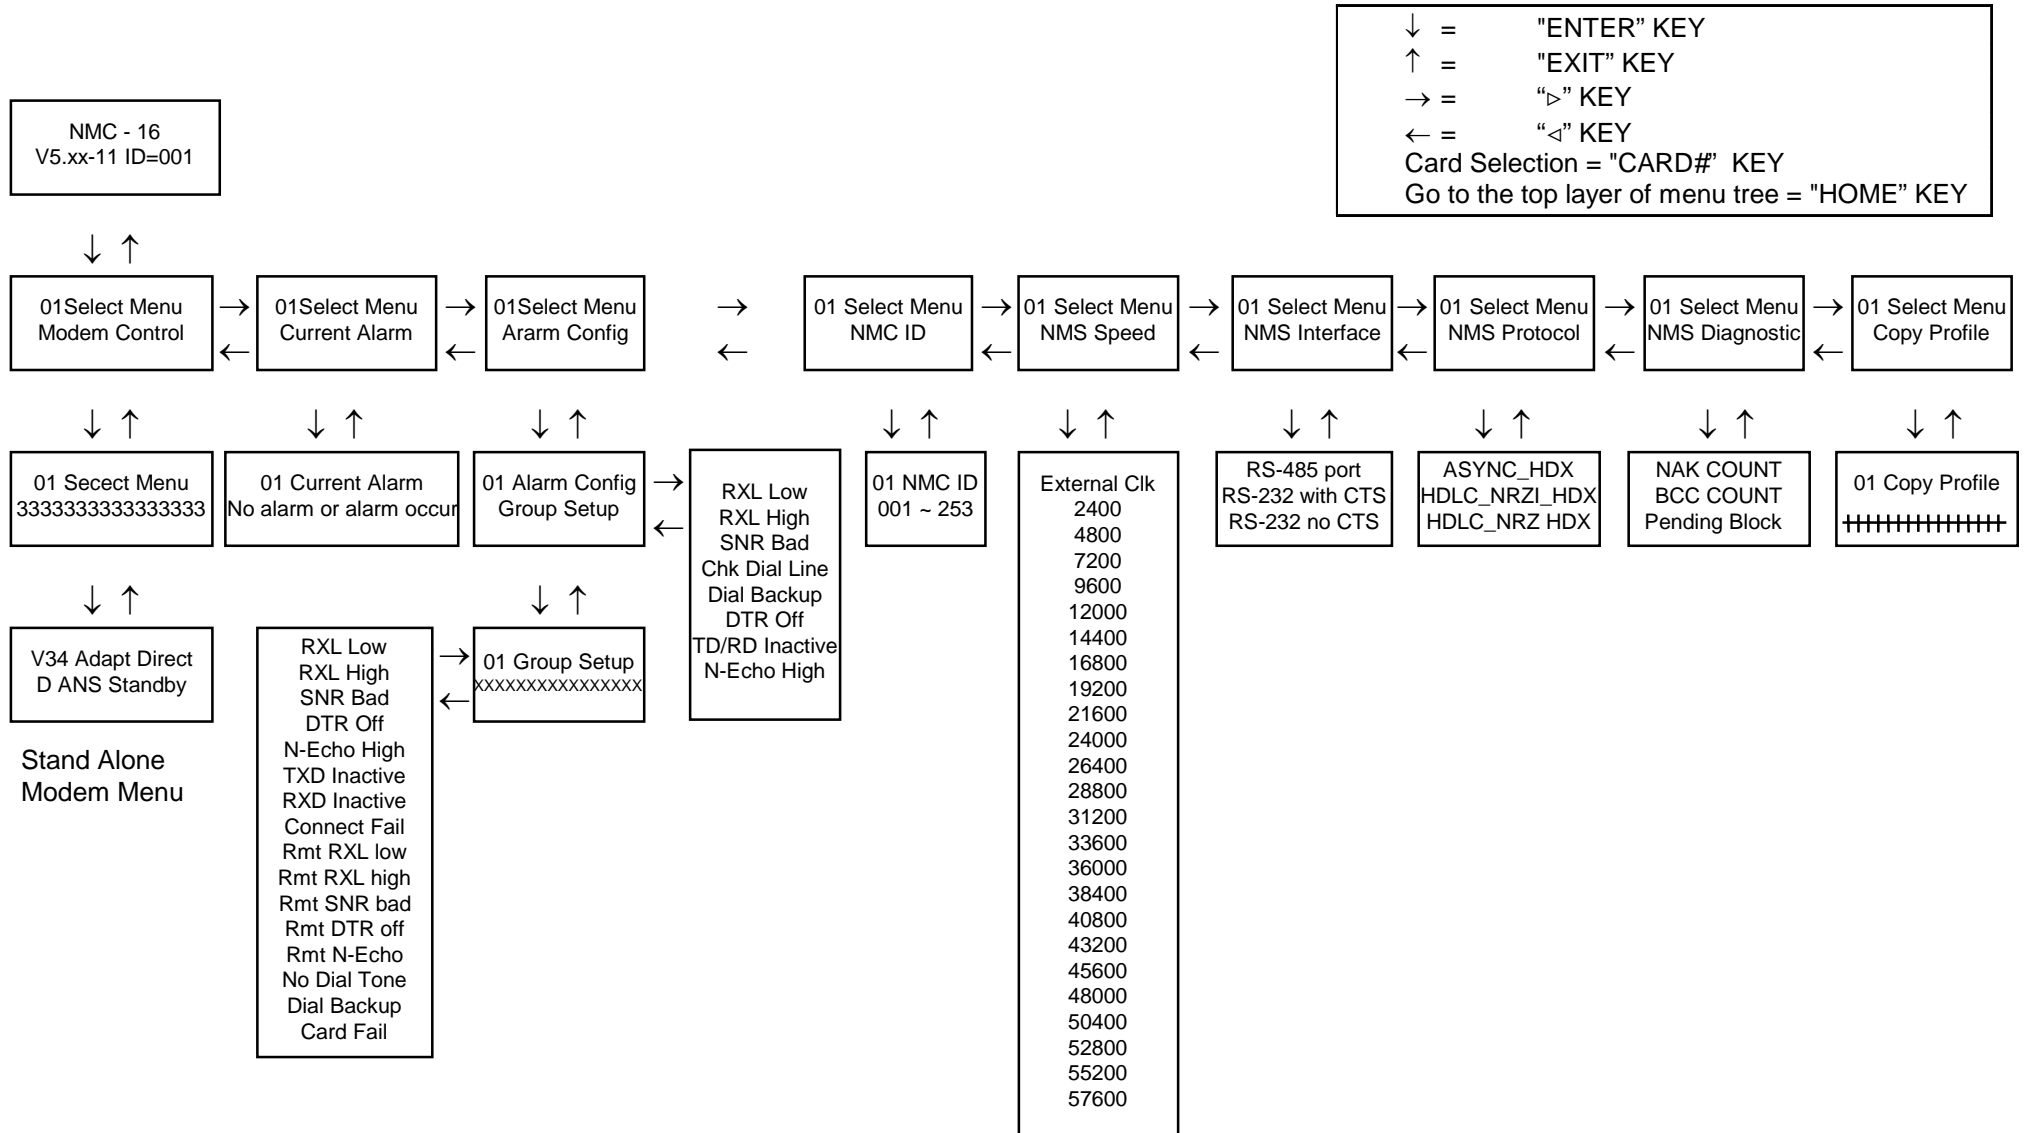 ↓ = "ENTER” KEY
↑ = "EXIT” KEY
→ = “▹” KEY
← = “◃” KEY
Card Selection = "CARD#” KEY
Go to the top layer of menu tree = "HOME” KEY
NMC - 16
V5.xx-11 ID=001
01Select Menu
Modem Control
01Select Menu
Current Alarm
01Select Menu
Ararm Config
01 Select Menu
NMC ID
01 Select Menu
NMS Speed
01 Select Menu
NMS Interface
01 Select Menu
NMS Protocol
01 Select Menu
NMS Diagnostic
01 Select Menu
Copy Profile
01 Secect Menu
3333333333333333
01 Current Alarm
No alarm or alarm occur
01 Alarm Config
Group Setup
RXL Low
RXL High
SNR Bad
Chk Dial Line
Dial Backup
DTR Off
TD/RD Inactive
N-Echo High
01 NMC ID
001 ~ 253
External Clk
2400
4800
7200
9600
12000
14400
16800
19200
21600
24000
26400
28800
31200
33600
36000
38400
40800
43200
45600
48000
50400
52800
55200
57600
RS-485 port
RS-232 with CTS
RS-232 no CTS
ASYNC_HDX
HDLC_NRZI_HDX
HDLC_NRZ HDX
NAK COUNT
BCC COUNT
Pending Block
01 Copy Profile
++++++++++++++
V34 Adapt Direct
D ANS Standby
Stand Alone
Modem Menu
RXL Low
RXL High
SNR Bad
DTR Off
N-Echo High
TXD Inactive
RXD Inactive
Connect Fail
Rmt RXL low
Rmt RXL high
Rmt SNR bad
Rmt DTR off
Rmt N-Echo
No Dial Tone
Dial Backup
Card Fail
01 Group Setup
XXXXXXXXXXXXXXXX